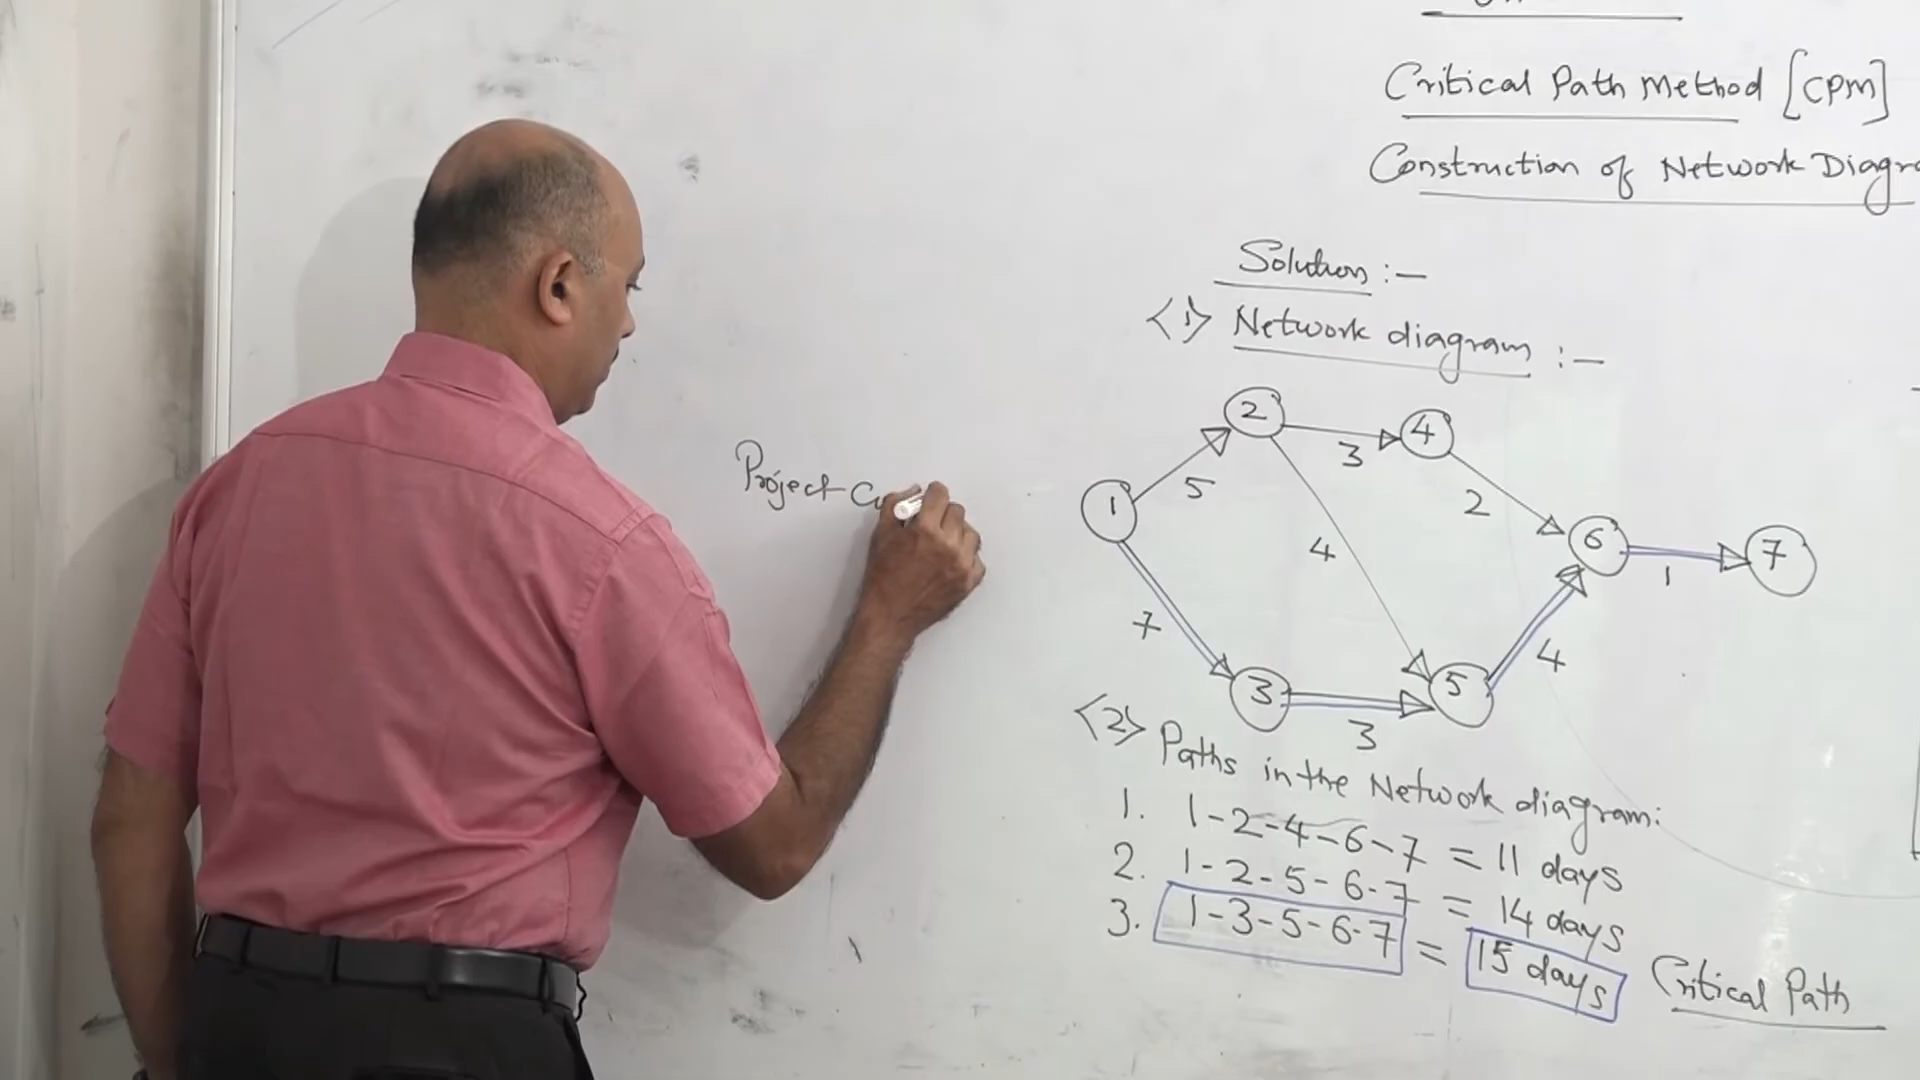 Critical Path Method [CPM]
Construction of Network Diagra
Solution :-
<1> Network diagram :-
2
4
3
5
1
2
6
7
4
1
7
4
3
5
3
Project
<2> Paths in the Network diagram:
1. 1-2-4-6-7 = 11 days
2. 1-2-5-6-7 = 14 days
3. 1-3-5-6-7 = 15 days Critical Path